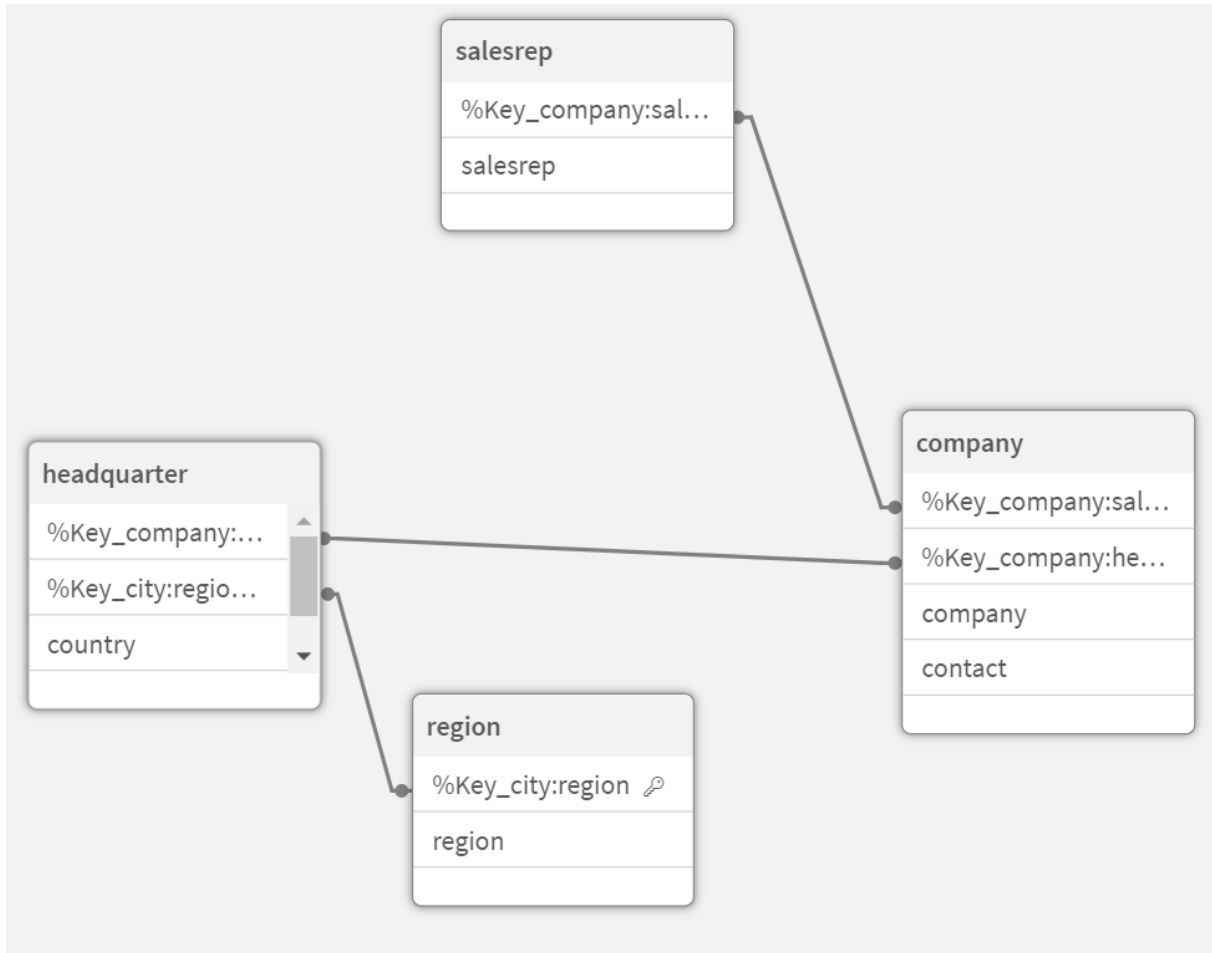 salesrep
%Key_company:sal...
salesrep
headquarter
%Key_company:...
%Key_city:regio...
country
company
%Key_company:sal...
%Key_company:he...
company
contact
region
%Key_city:region
region